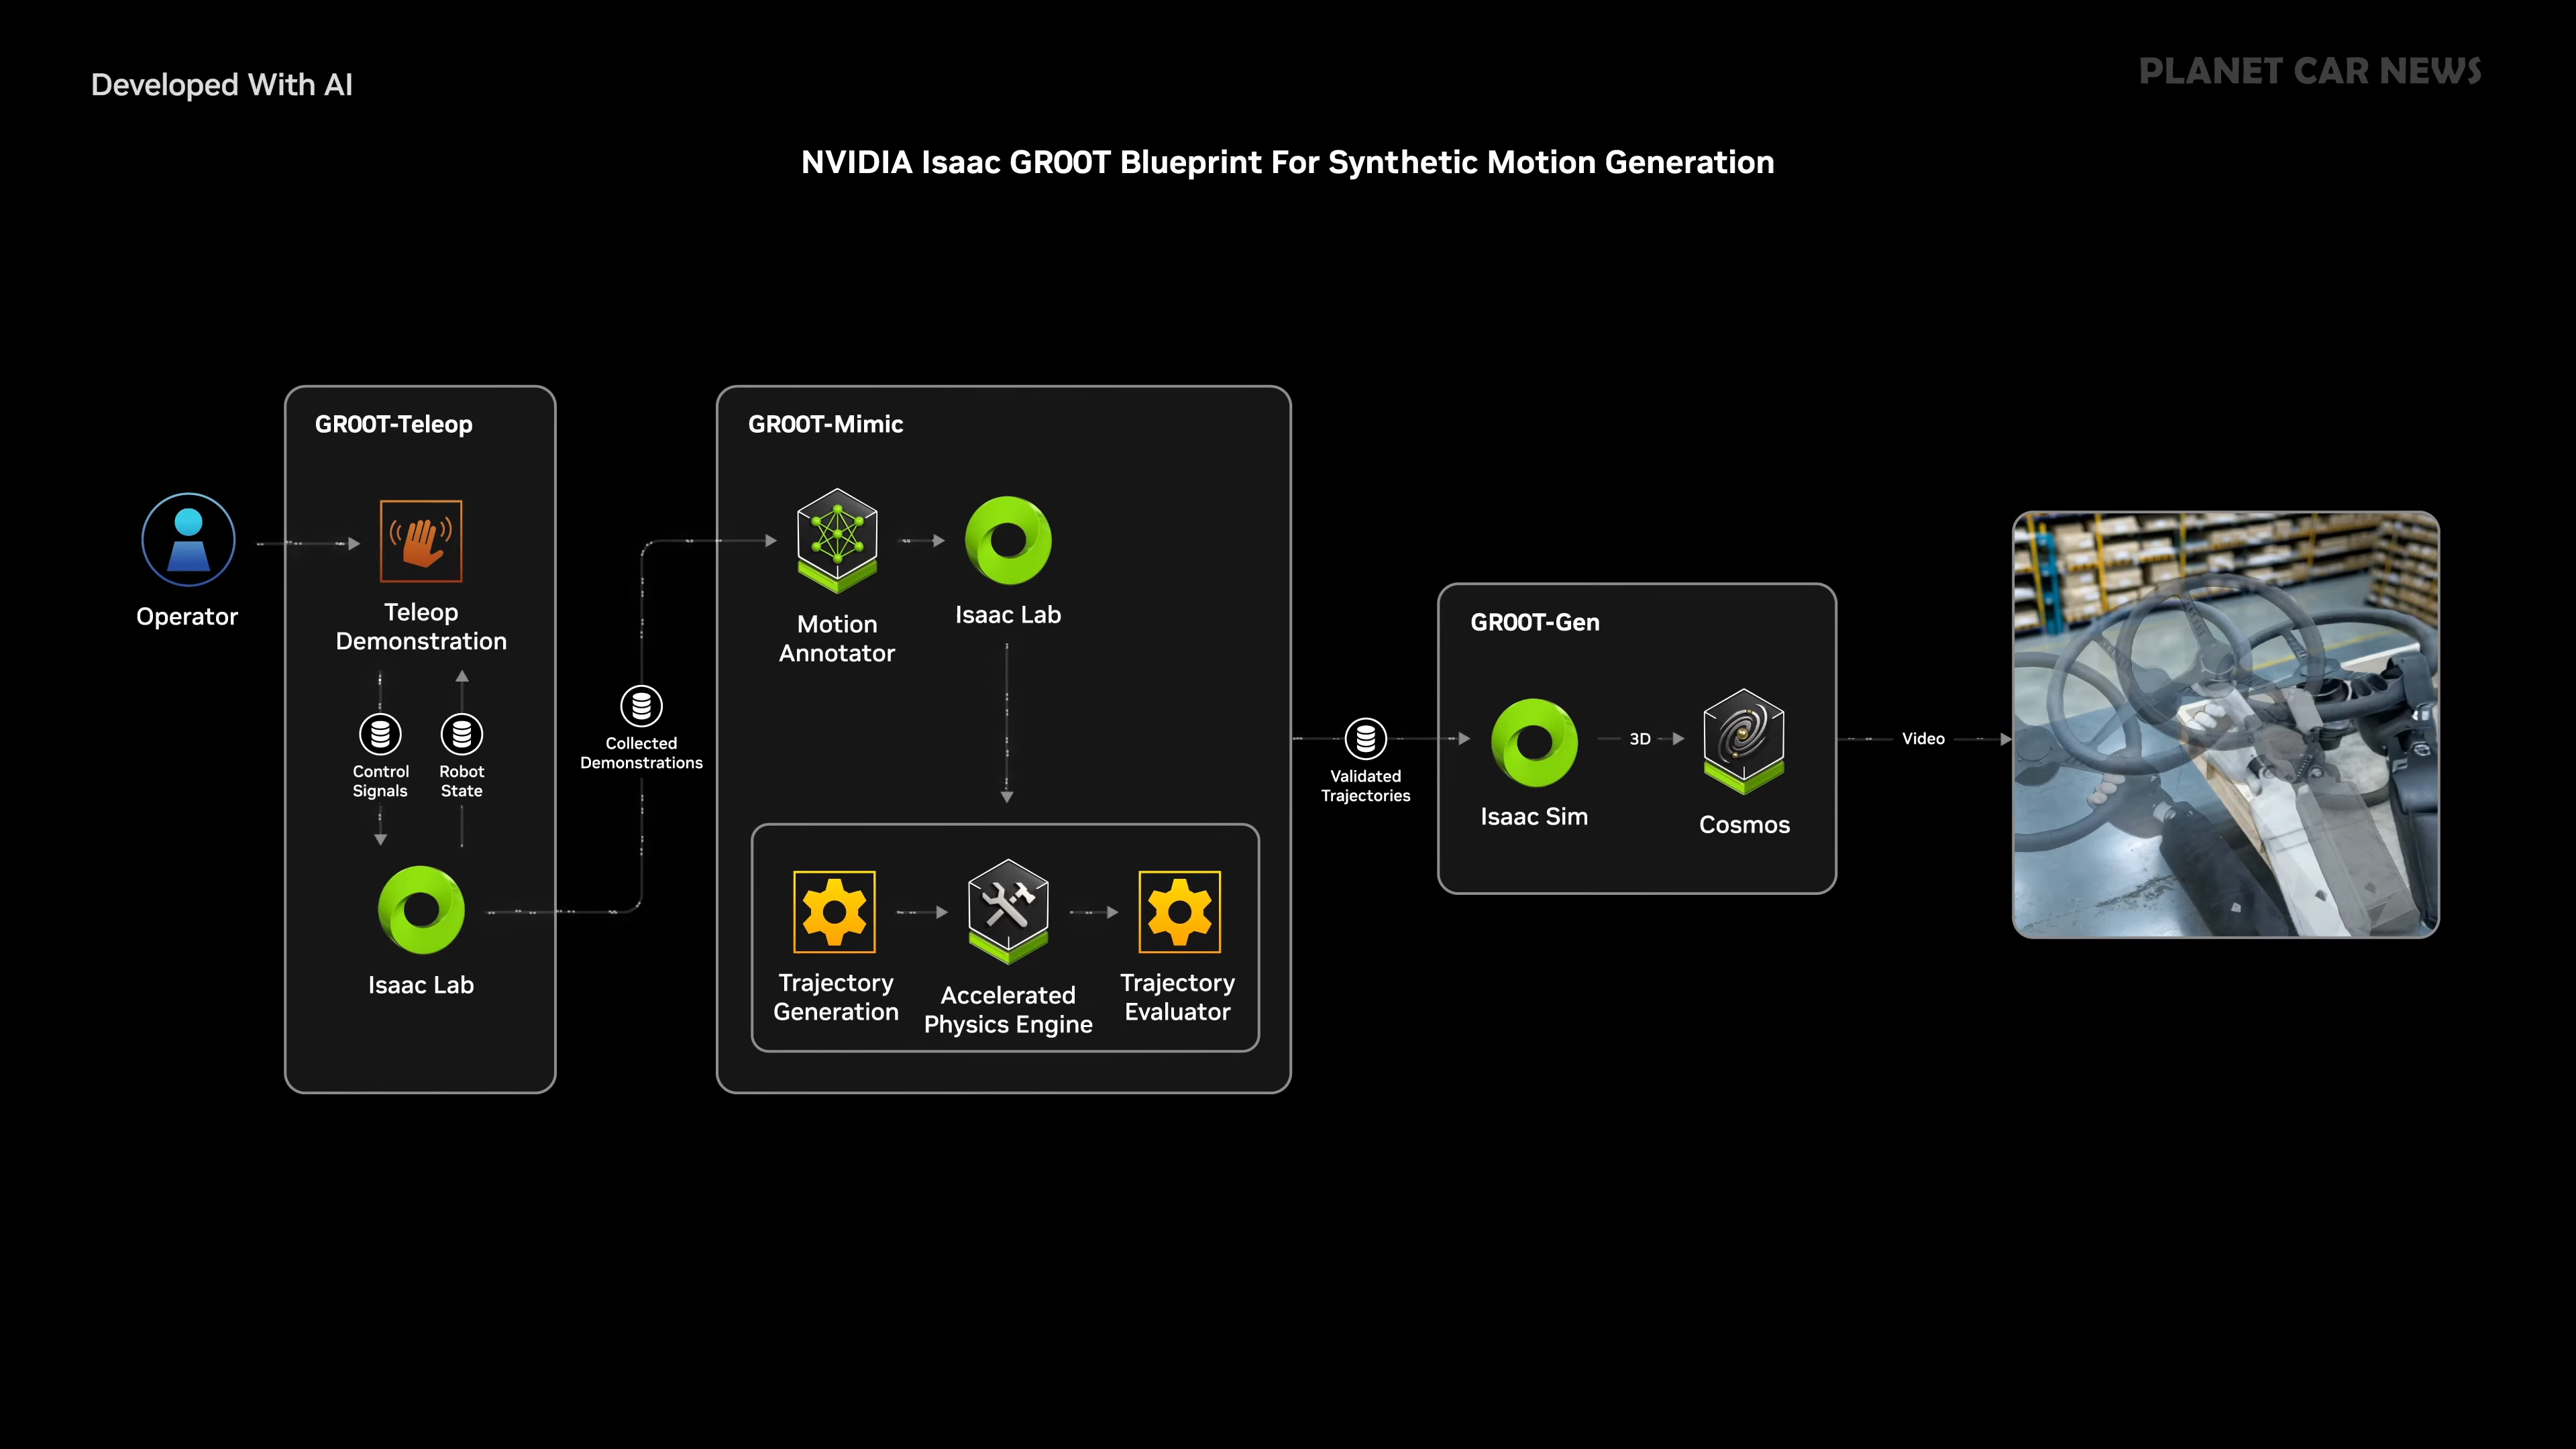 Developed With AI
PLANET CAR NEWS
NVIDIA Isaac GR00T Blueprint For Synthetic Motion Generation
Operator
GR00T-Teleop
Teleop
Demonstration
Control
Signals
Robot
State
Isaac Lab
Collected
Demonstrations
GR00T-Mimic
Motion
Annotator
Isaac Lab
Trajectory
Generation
Accelerated
Physics Engine
Trajectory
Evaluator
Validated
Trajectories
GR00T-Gen
Isaac Sim
3D
Cosmos
Video